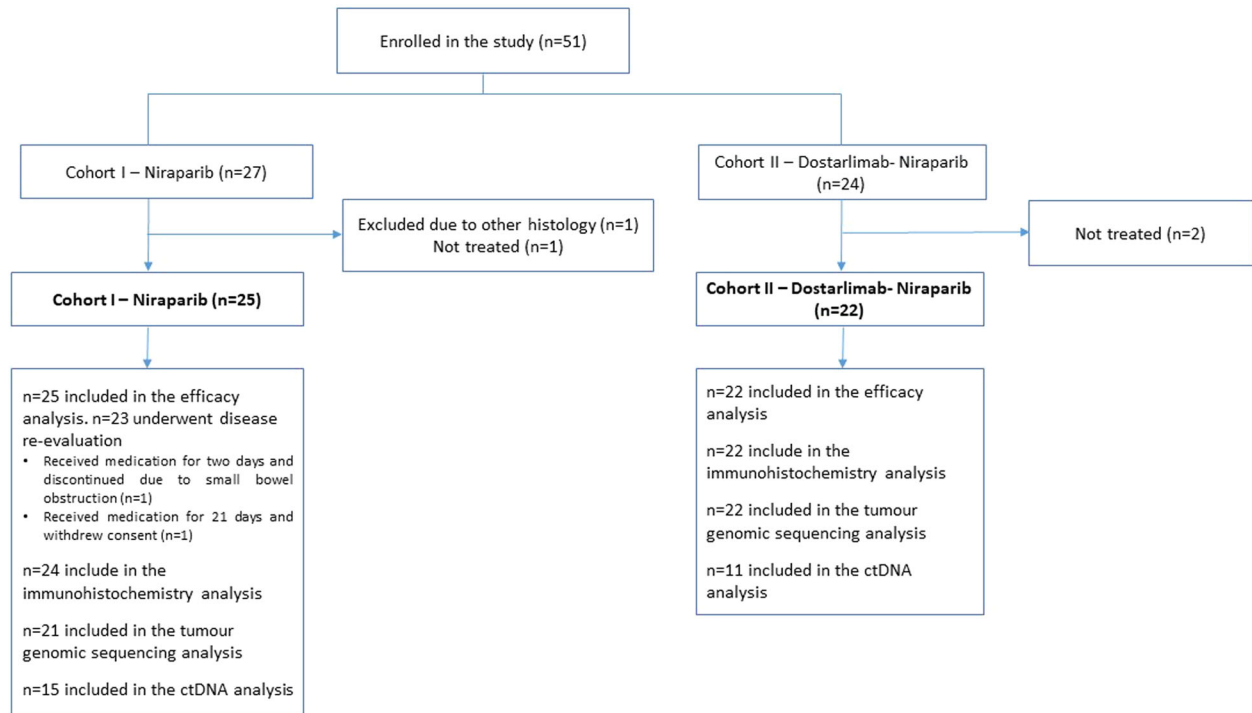 Enrolled in the study (n=51)
Cohort I – Niraparib (n=27)
Cohort II – Dostarlimab- Niraparib
(n=24)
Excluded due to other histology (n=1)
Not treated (n=1)
Not treated (n=2)
Cohort I – Niraparib (n=25)
Cohort II – Dostarlimab- Niraparib
(n=22)
n=25 included in the efficacy
analysis. n=23 underwent disease
re-evaluation
• Received medication for two days and
discontinued due to small bowel
obstruction (n=1)
• Received medication for 21 days and
withdrew consent (n=1)
n=24 include in the
immunohistochemistry analysis
n=21 included in the tumour
genomic sequencing analysis
n=15 included in the ctDNA analysis
n=22 included in the efficacy
analysis
n=22 include in the
immunohistochemistry analysis
n=22 included in the tumour
genomic sequencing analysis
n=11 included in the ctDNA
analysis